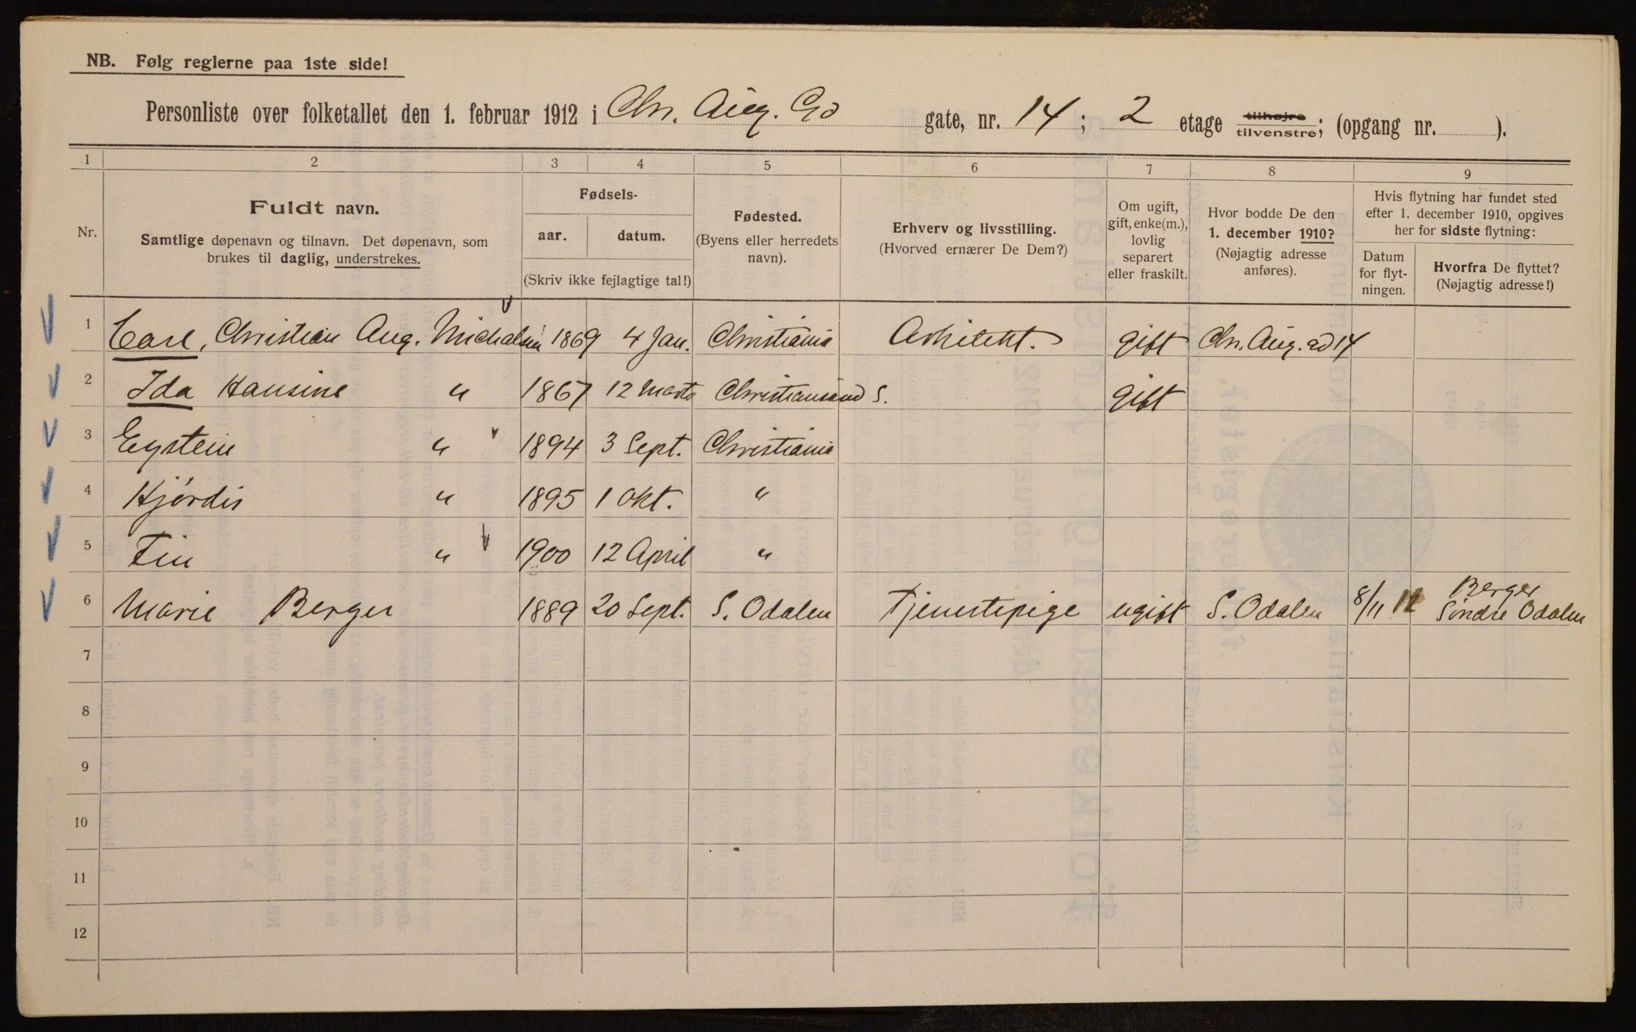 NB. Følg reglerne paa 1ste side!
Personliste over folketallet den 1. februar 1912 i Chr. Aug. Gd gate, nr. 14; 2 etage tilhøjre tilvenstre; (opgang nr. ).
1 2 3 4 5 6 7 8 9
Nr.
Fuldt navn.
Samtlige døpenavn og tilnavn. Det døpenavn, som
brukes til daglig, understrekes.
Fødsels-
aar. datum.
(Skriv ikke fejlagtige tal!)
Fødested.
(Byens eller herredets
navn).
Erhverv og livsstilling.
(Hvorved ernærer De Dem?)
Om ugift,
gift, enke(m.),
lovlig
separert
eller fraskilt.
Hvor bodde De den
1. december 1910?
(Nøjagtig adresse
anføres).
Hvis flytning har fundet sted
efter 1. december 1910, opgives
her for sidste flytning:
Datum
for flyt-
ningen.
Hvorfra De flyttet?
(Nøjagtig adresse!)
1 Carl, Christian Aug. Michalsen 1869 4 Jan. Christiania Arkitekt. gift Chr. Aug. gd 14
2 Ida Hansine " 1867 12 Marts Christiansand S. Gift
3 Eystein " 1894 3 Sept. Christiania
4 Hjördis " 1895 1 Okt. "
5 Fin " 1900 12 April "
6 Marie Berger 1889 20 Sept. S. Odalen Tjenestepige ugift S. Odalen 8/11 11 Berger
Søndre Odalen
7
8
9
10
11
12